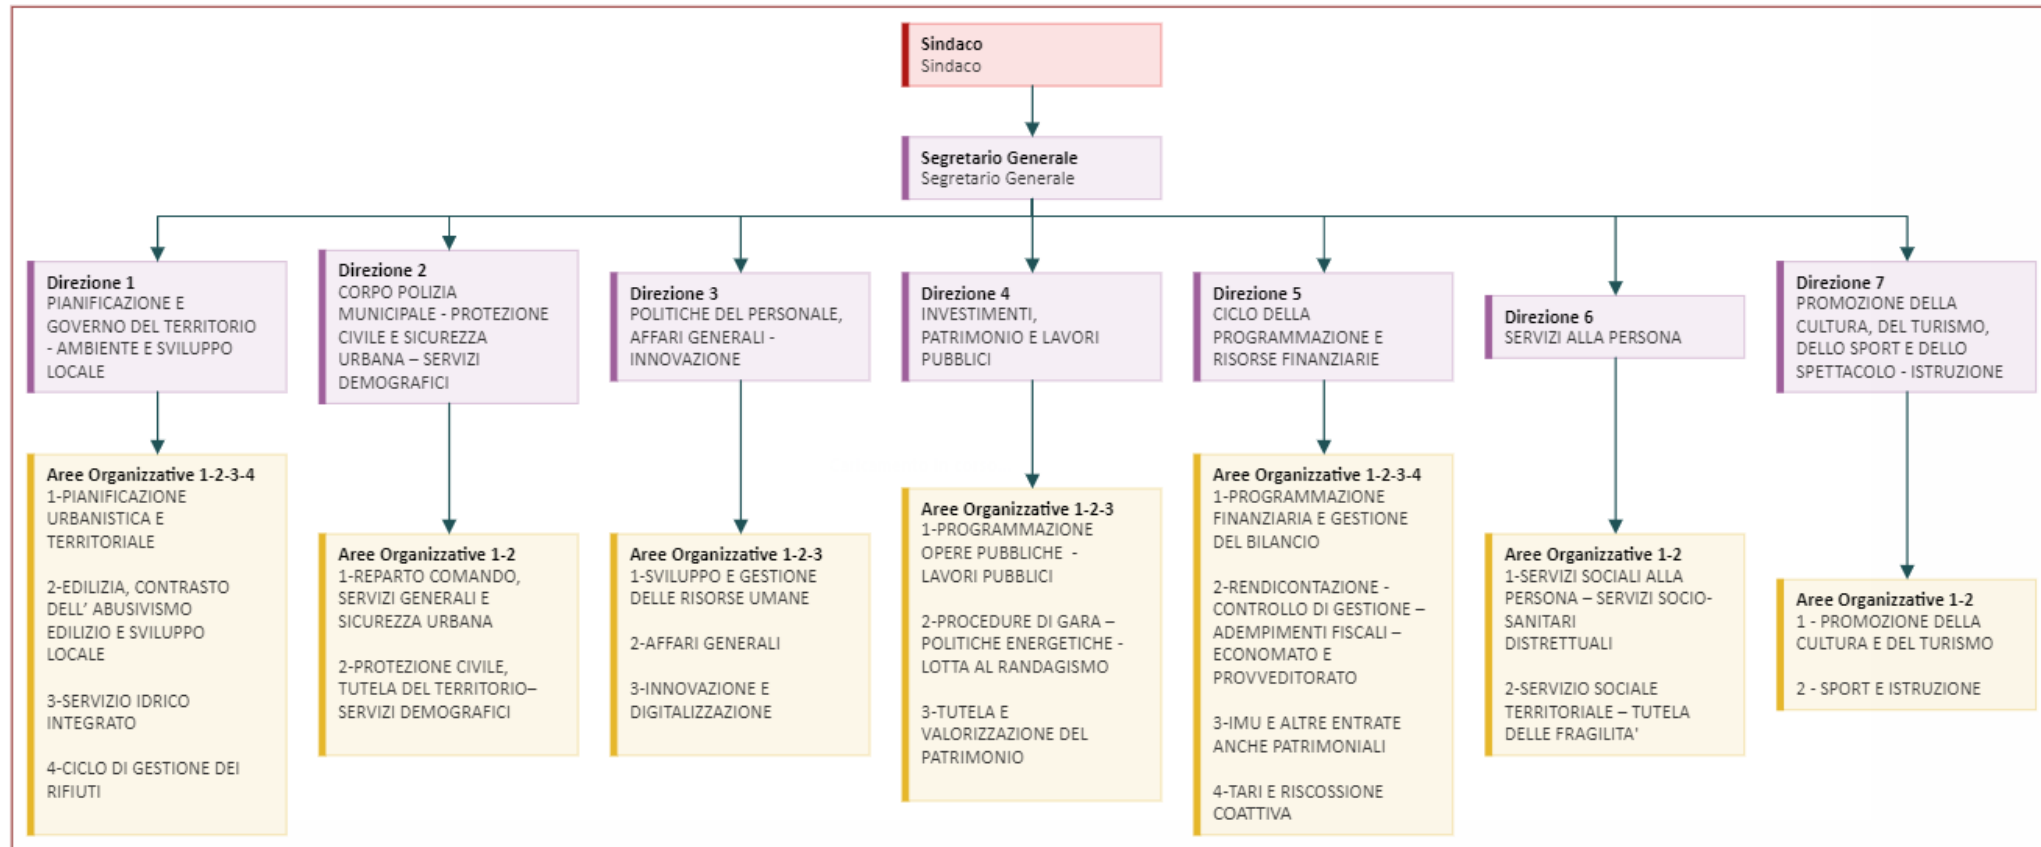 Sindaco
Sindaco
Segretario Generale
Segretario Generale
Direzione 1
PIANIFICAZIONE E
GOVERNO DEL TERRITORIO
- AMBIENTE E SVILUPPO
LOCALE
Direzione 2
CORPO POLIZIA
MUNICIPALE - PROTEZIONE
CIVILE E SICUREZZA
URBANA – SERVIZI
DEMOGRAFICI
Direzione 3
POLITICHE DEL PERSONALE,
AFFARI GENERALI -
INNOVAZIONE
Direzione 4
INVESTIMENTI,
PATRIMONIO E LAVORI
PUBBLICI
Direzione 5
CICLO DELLA
PROGRAMMAZIONE E
RISORSE FINANZIARIE
Direzione 6
SERVIZI ALLA PERSONA
Direzione 7
PROMOZIONE DELLA
CULTURA, DEL TURISMO,
DELLO SPORT E DELLO
SPETTACOLO - ISTRUZIONE
Aree Organizzative 1-2-3-4
1-PIANIFICAZIONE
URBANISTICA E
TERRITORIALE
2-EDILIZIA, CONTRASTO
DELL’ ABUSIVISMO
EDILIZIO E SVILUPPO
LOCALE
3-SERVIZIO IDRICO
INTEGRATO
4-CICLO DI GESTIONE DEI
RIFIUTI
Aree Organizzative 1-2
1-REPARTO COMANDO,
SERVIZI GENERALI E
SICUREZZA URBANA
2-PROTEZIONE CIVILE,
TUTELA DEL TERRITORIO–
SERVIZI DEMOGRAFICI
Aree Organizzative 1-2-3
1-SVILUPPO E GESTIONE
DELLE RISORSE UMANE
2-AFFARI GENERALI
3-INNOVAZIONE E
DIGITALIZZAZIONE
Aree Organizzative 1-2-3
1-PROGRAMMAZIONE
OPERE PUBBLICHE -
LAVORI PUBBLICI
2-PROCEDURE DI GARA –
POLITICHE ENERGETICHE -
LOTTA AL RANDAGISMO
3-TUTELA E
VALORIZZAZIONE DEL
PATRIMONIO
Aree Organizzative 1-2-3-4
1-PROGRAMMAZIONE
FINANZIARIA E GESTIONE
DEL BILANCIO
2-RENDICONTAZIONE -
CONTROLLO DI GESTIONE –
ADEMPIMENTI FISCALI –
ECONOMATO E
PROVVEDITORATO
3-IMU E ALTRE ENTRATE
ANCHE PATRIMONIALI
4-TARI E RISCOSSIONE
COATTIVA
Aree Organizzative 1-2
1-SERVIZI SOCIALI ALLA
PERSONA – SERVIZI SOCIO-
SANITARI
DISTRETTUALI
2-SERVIZIO SOCIALE
TERRITORIALE – TUTELA
DELLE FRAGILITA'
Aree Organizzative 1-2
1 - PROMOZIONE DELLA
CULTURA E DEL TURISMO
2 - SPORT E ISTRUZIONE